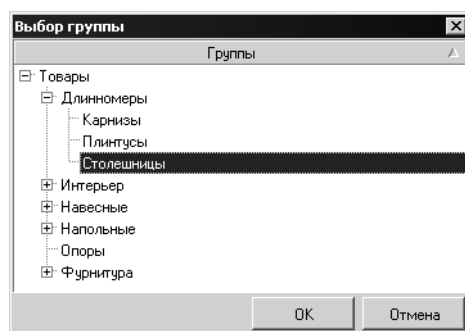 Выбор группы
Группы
Товары
Длинномеры
Карнизы
Плинтусы
Столешницы
Интерьер
Навесные
Напольные
Опоры
Фурнитура
OK
Отмена